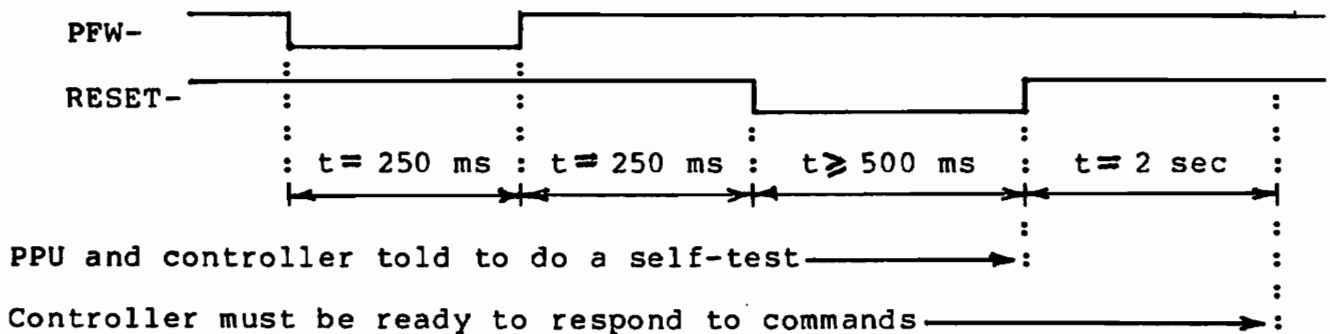 PFW-
RESET-
t = 250 ms t = 250 ms t ⩾ 500 ms t = 2 sec
PPU and controller told to do a self-test
Controller must be ready to respond to commands